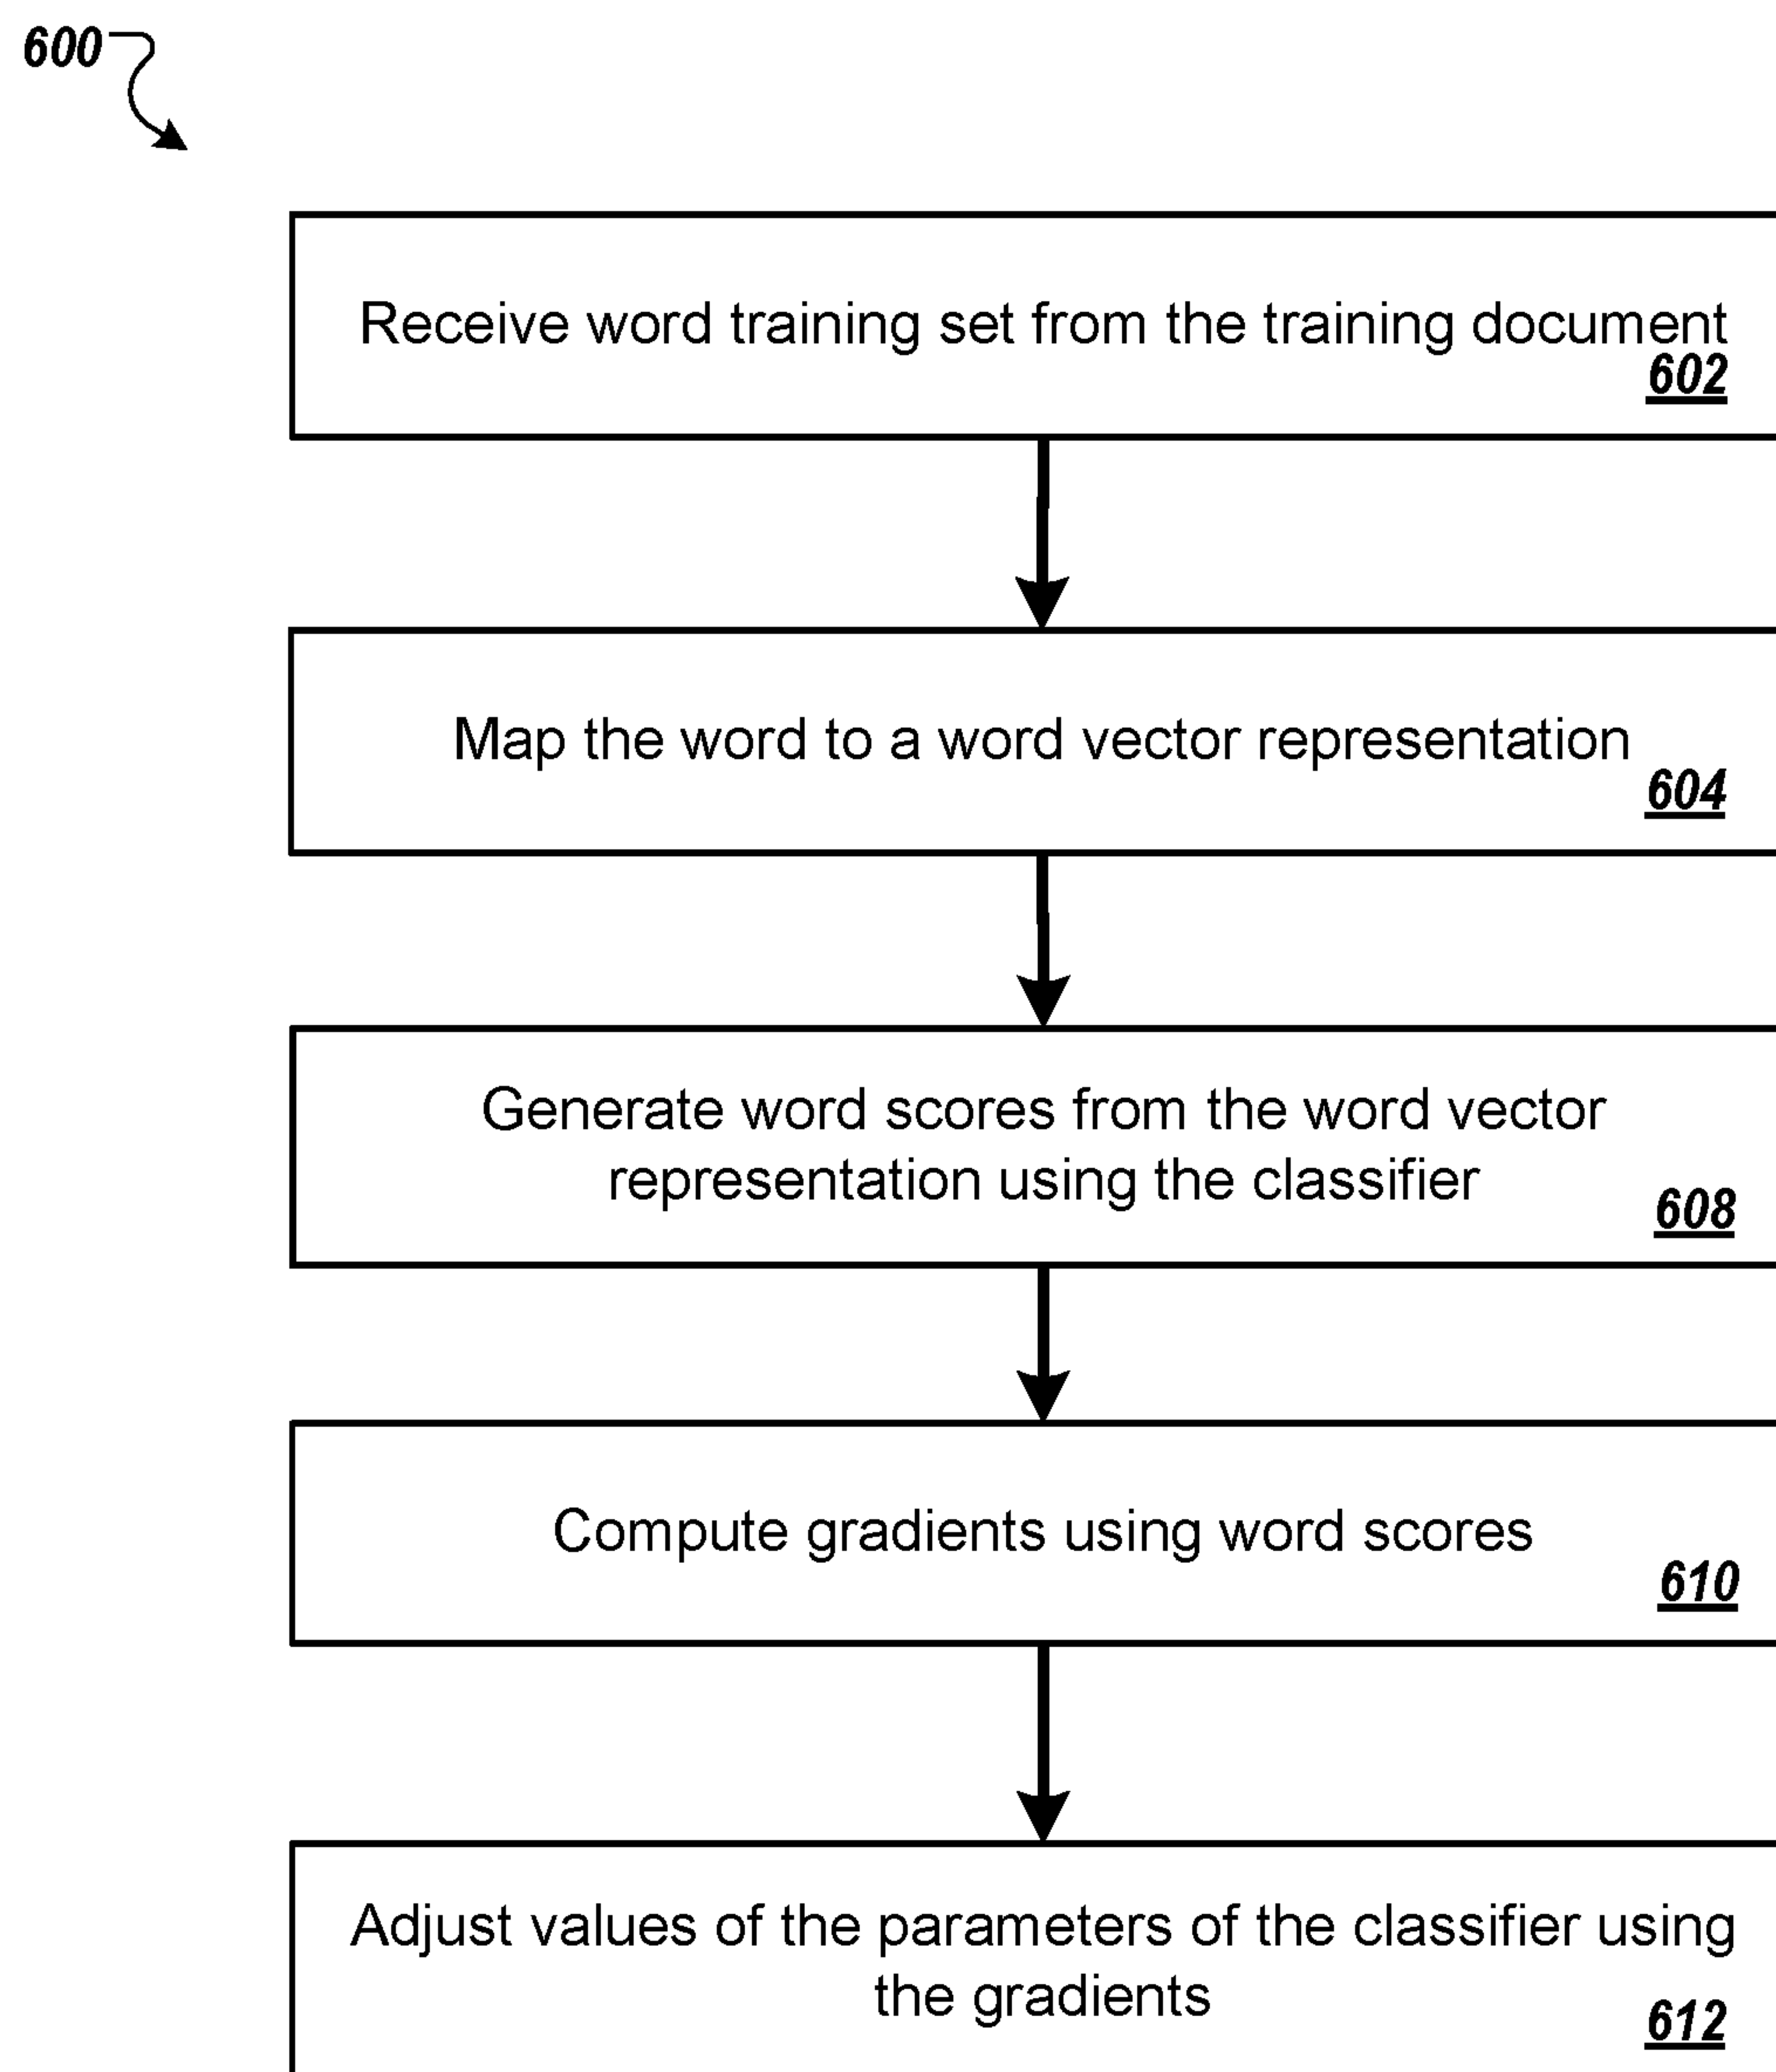 600
Receive word training set from the training document
602
Map the word to a word vector representation
604
Generate word scores from the word vector
representation using the classifier
608
Compute gradients using word scores
610
Adjust values of the parameters of the classifier using
the gradients
612